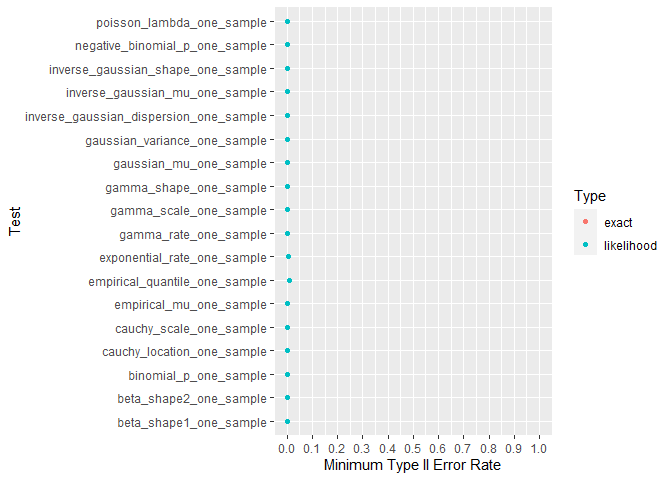 poisson_lambda_one_sample
negative_binomial_p_one_sample
inverse_gaussian_shape_one_sample
inverse_gaussian_mu_one_sample
inverse_gaussian_dispersion_one_sample
gaussian_variance_one_sample
gaussian_mu_one_sample
gamma_shape_one_sample
gamma_scale_one_sample
gamma_rate_one_sample
exponential_rate_one_sample
empirical_quantile_one_sample
empirical_mu_one_sample
cauchy_scale_one_sample
cauchy_location_one_sample
binomial_p_one_sample
beta_shape2_one_sample
beta_shape1_one_sample
Test
0.0 0.1 0.2 0.3 0.4 0.5 0.6 0.7 0.8 0.9 1.0
Minimum Type II Error Rate
Type
exact
likelihood